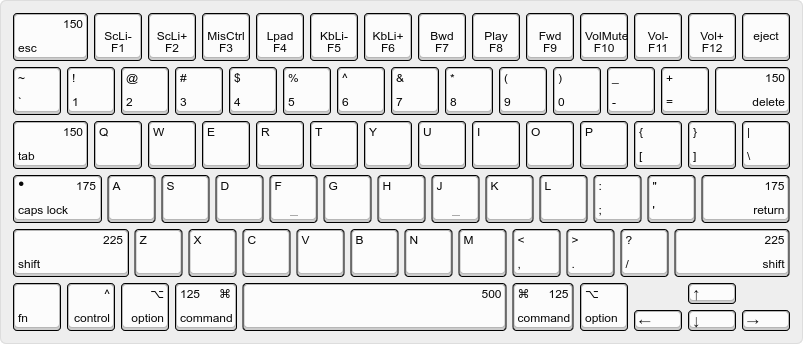 150
esc
ScLi-
F1
ScLi+
F2
MisCtrl
F3
Lpad
F4
KbLi-
F5
KbLi+
F6
Bwd
F7
Play
F8
Fwd
F9
VolMute
F10
Vol-
F11
Vol+
F12
eject
~
`
!
1
@
2
#
3
$
4
%
5
^
6
&
7
*
8
(
9
)
0
_
-
+
=
150
delete
150
tab
Q
W
E
R
T
Y
U
I
O
P
{
[
}
]
|
\
• 175
caps lock
A
S
D
F
_
G
H
J
_
K
L
:
;
"
'
175
return
225
shift
Z
X
C
V
B
N
M
<
,
>
.
?
/
225
shift
fn
^
control
⌥
option
125 ⌘
command
500
⌘ 125
command
⌥
option
←
↑
↓
→